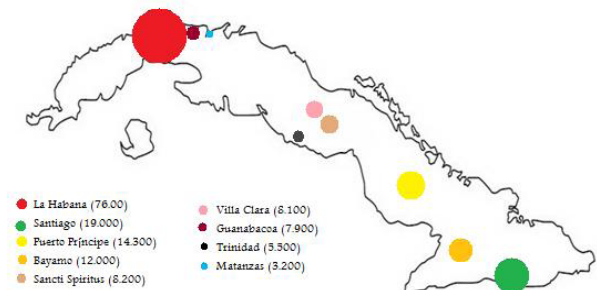 La Habana (76.00)
Santiago (19.000)
Puerto Príncipe (14.300)
Bayamo (12.000)
Sancti Spiritus (8.200)
Villa Clara (8.100)
Guanabacoa (7.900)
Trinidad (5.500)
Matanzas (3.200)